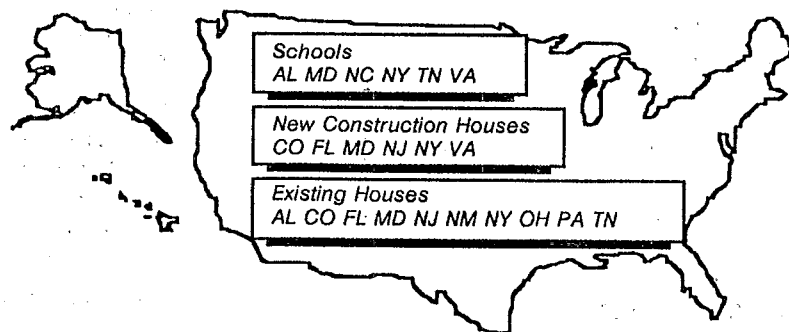 Schools
AL MD NC NY TN VA
New Construction Houses
CO FL MD NJ NY VA
Existing Houses
AL CO FL MD NJ NM NY OH PA TN